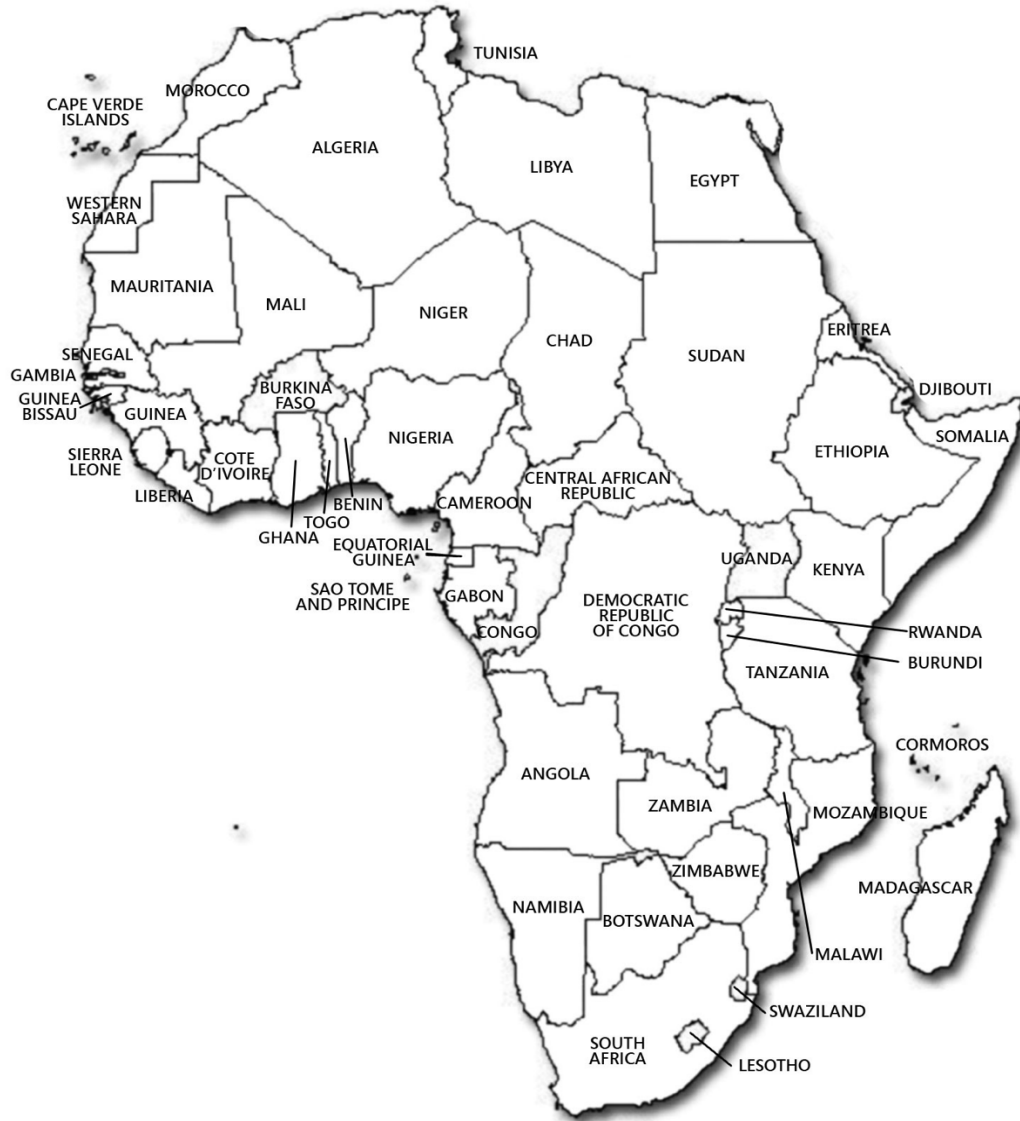 TUNISIA
MOROCCO
CAPE VERDE
ISLANDS
ALGERIA
LIBYA
EGYPT
WESTERN
SAHARA
MAURITANIA
MALI
NIGER
CHAD
SUDAN
ERITREA
SENEGAL
GAMBIA
GUINEA
BISSAU
GUINEA
BURKINA
FASO
DJIBOUTI
NIGERIA
SOMALIA
SIERRA
LEONE
COTE
D'IVOIRE
ETHIOPIA
LIBERIA
CENTRAL AFRICAN
REPUBLIC
BENIN
CAMEROON
TOGO
GHANA
EQUATORIAL
GUINEA
UGANDA
KENYA
SAO TOME
AND PRINCIPE
GABON
DEMOCRATIC
REPUBLIC
OF CONGO
CONGO
RWANDA
BURUNDI
TANZANIA
CORMOROS
ANGOLA
ZAMBIA
MOZAMBIQUE
ZIMBABWE
MADAGASCAR
NAMIBIA
BOTSWANA
MALAWI
SWAZILAND
SOUTH
AFRICA
LESOTHO